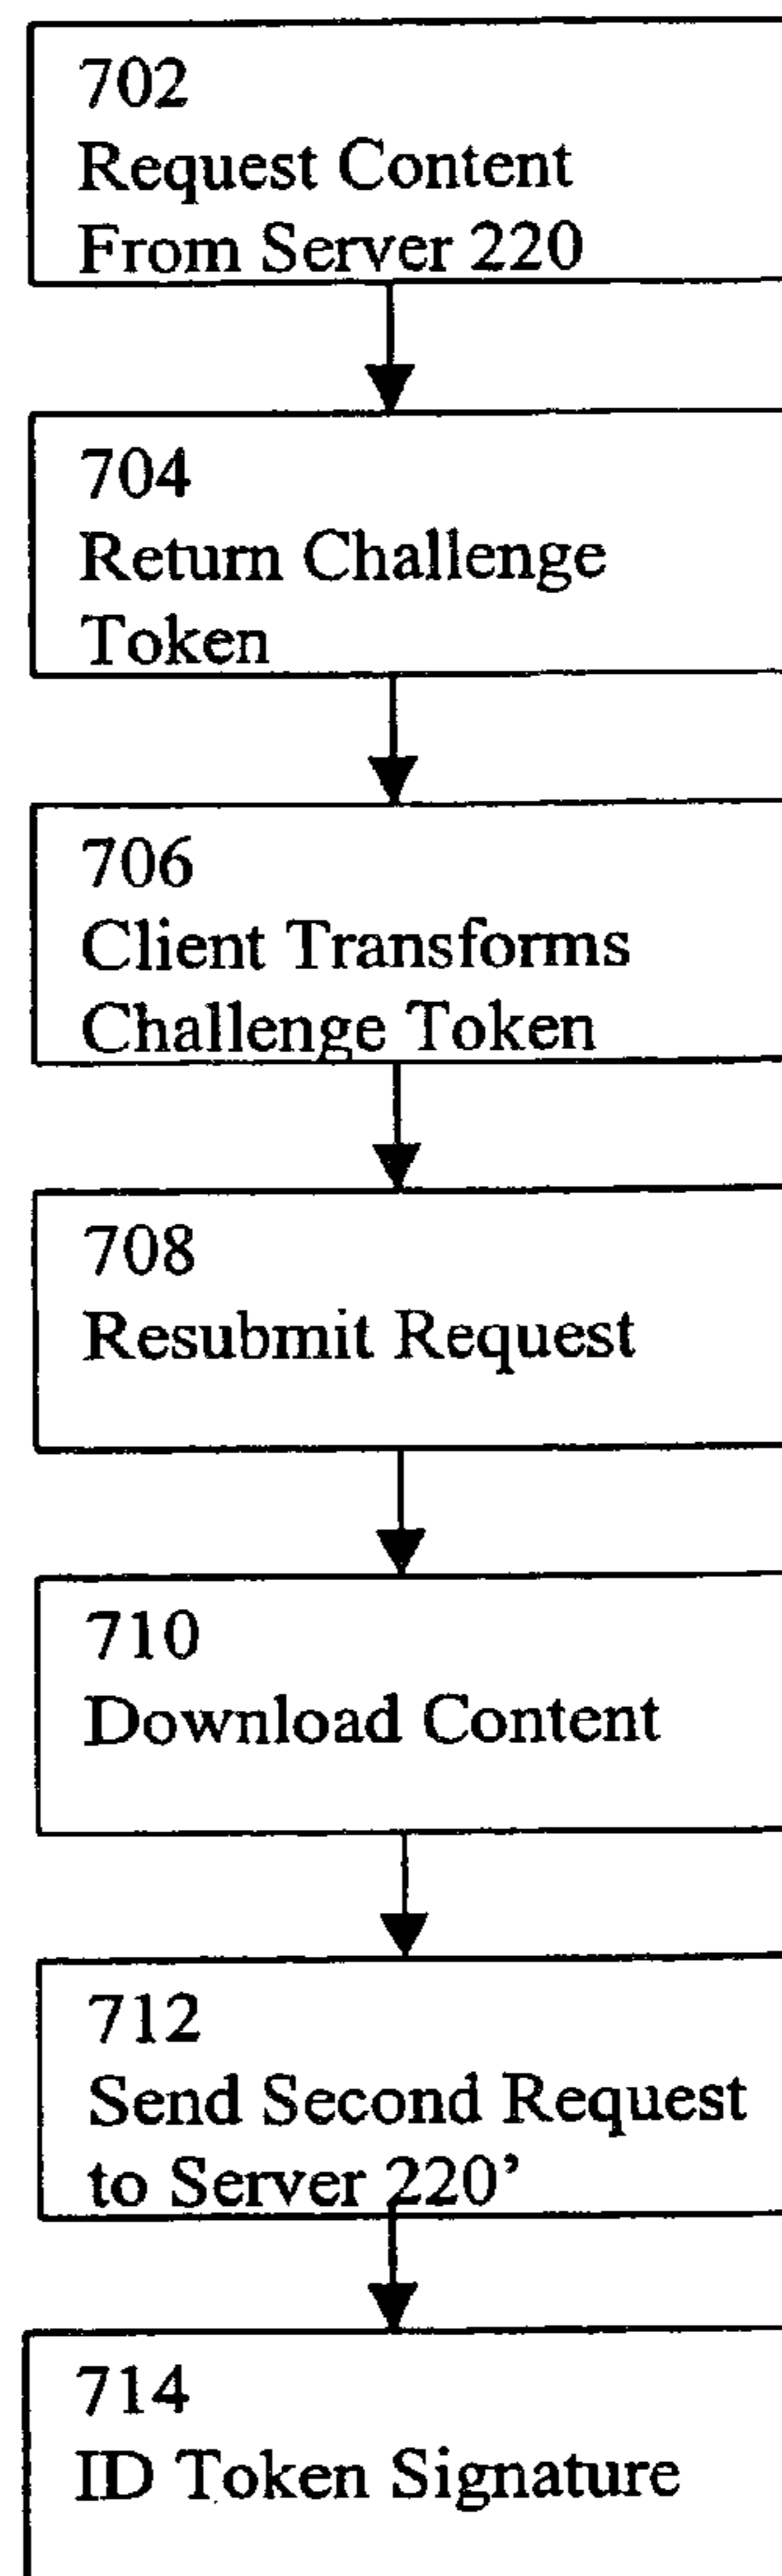 702
Request Content
From Server 220
704
Return Challenge
Token
706
Client Transforms
Challenge Token
708
Resubmit Request
710
Download Content
712
Send Second Request
to Server 220’
714
ID Token Signature